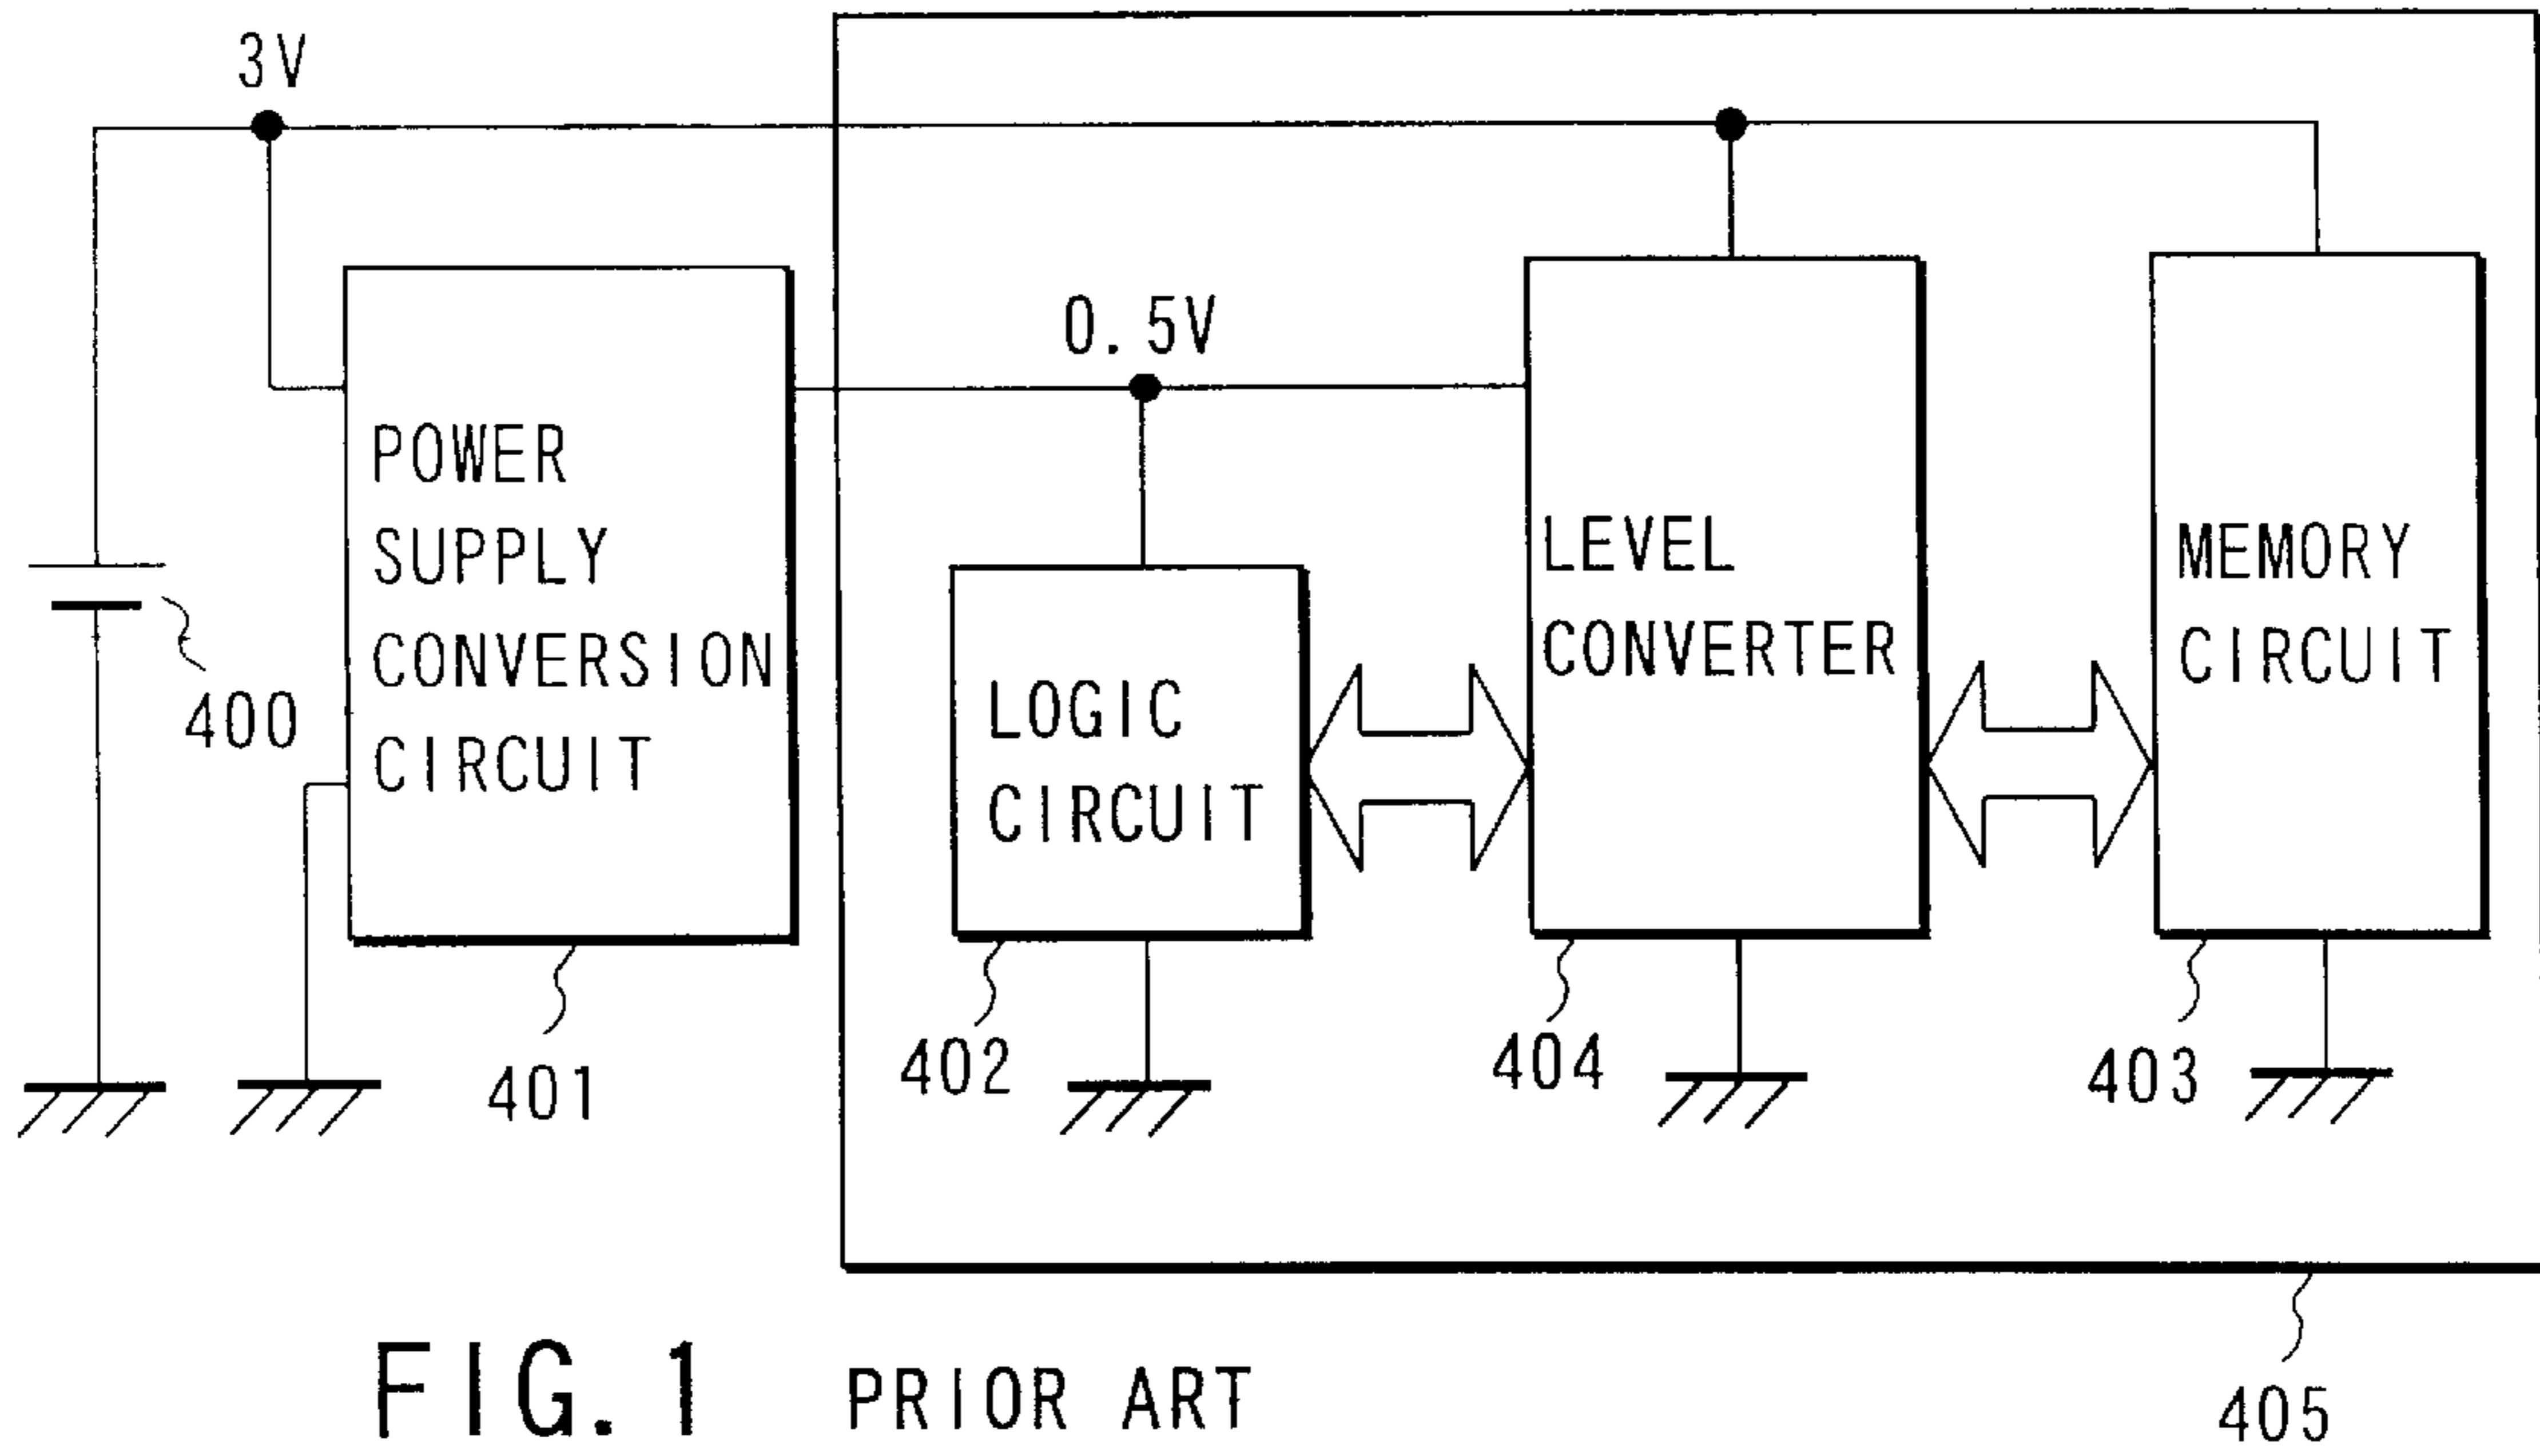 3V
0.5V
POWER
SUPPLY
CONVERSION
CIRCUIT
400
401
LOGIC
CIRCUIT
402
LEVEL
CONVERTER
404
MEMORY
CIRCUIT
403
405
FIG.1 PRIOR ART